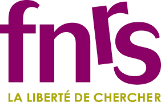 fnrs
LA LIBERTÉ DE CHERCHER